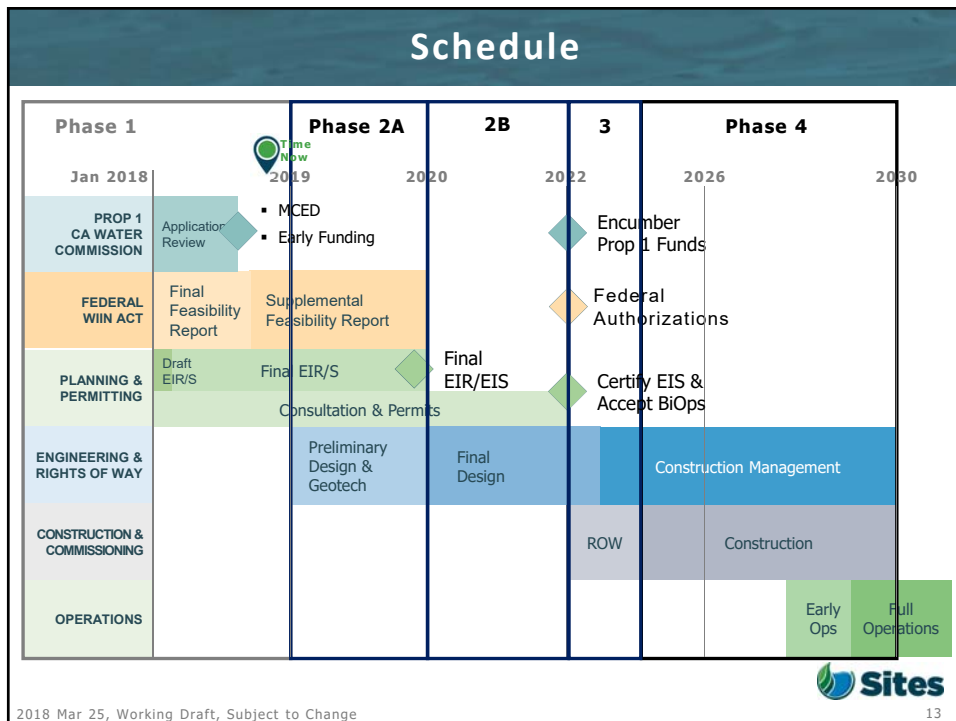 Schedule
Phase 1
Phase 2A
2B
3
Phase 4
Time
Now
Jan 2018
2019
2020
2022
2026
2030
PROP 1
CA WATER
COMMISSION
Application
Review
▪ MCED
▪ Early Funding
Encumber
Prop 1 Funds
FEDERAL
WIIN ACT
Final
Feasibility
Report
Supplemental
Feasibility Report
Federal
Authorizations
PLANNING &
PERMITTING
Draft
EIR/S
Final EIR/S
Final
EIR/EIS
Certify EIS &
Accept BiOps
Consultation & Permits
ENGINEERING &
RIGHTS OF WAY
Preliminary
Design &
Geotech
Final
Design
Construction Management
CONSTRUCTION &
COMMISSIONING
ROW
Construction
OPERATIONS
Early
Ops
Full
Operations
Sites
2018 Mar 25, Working Draft, Subject to Change
13